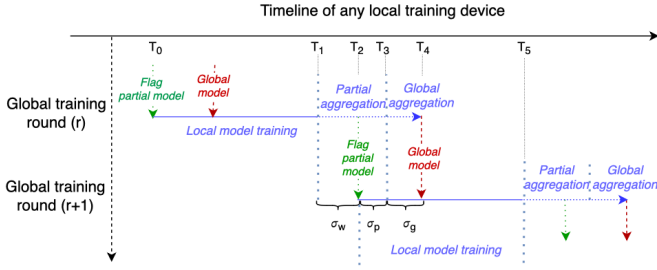 Timeline of any local training device
T0 T1 T2 T3 T4 T5
Flag
partial model
Global
model
Partial
aggregation
Global
aggregation
Global training
round (r)
Local model training
Flag
partial
model
Global
model
Partial
aggregation
Global
aggregation
Global training
round (r+1)
σw σp σg
Local model training